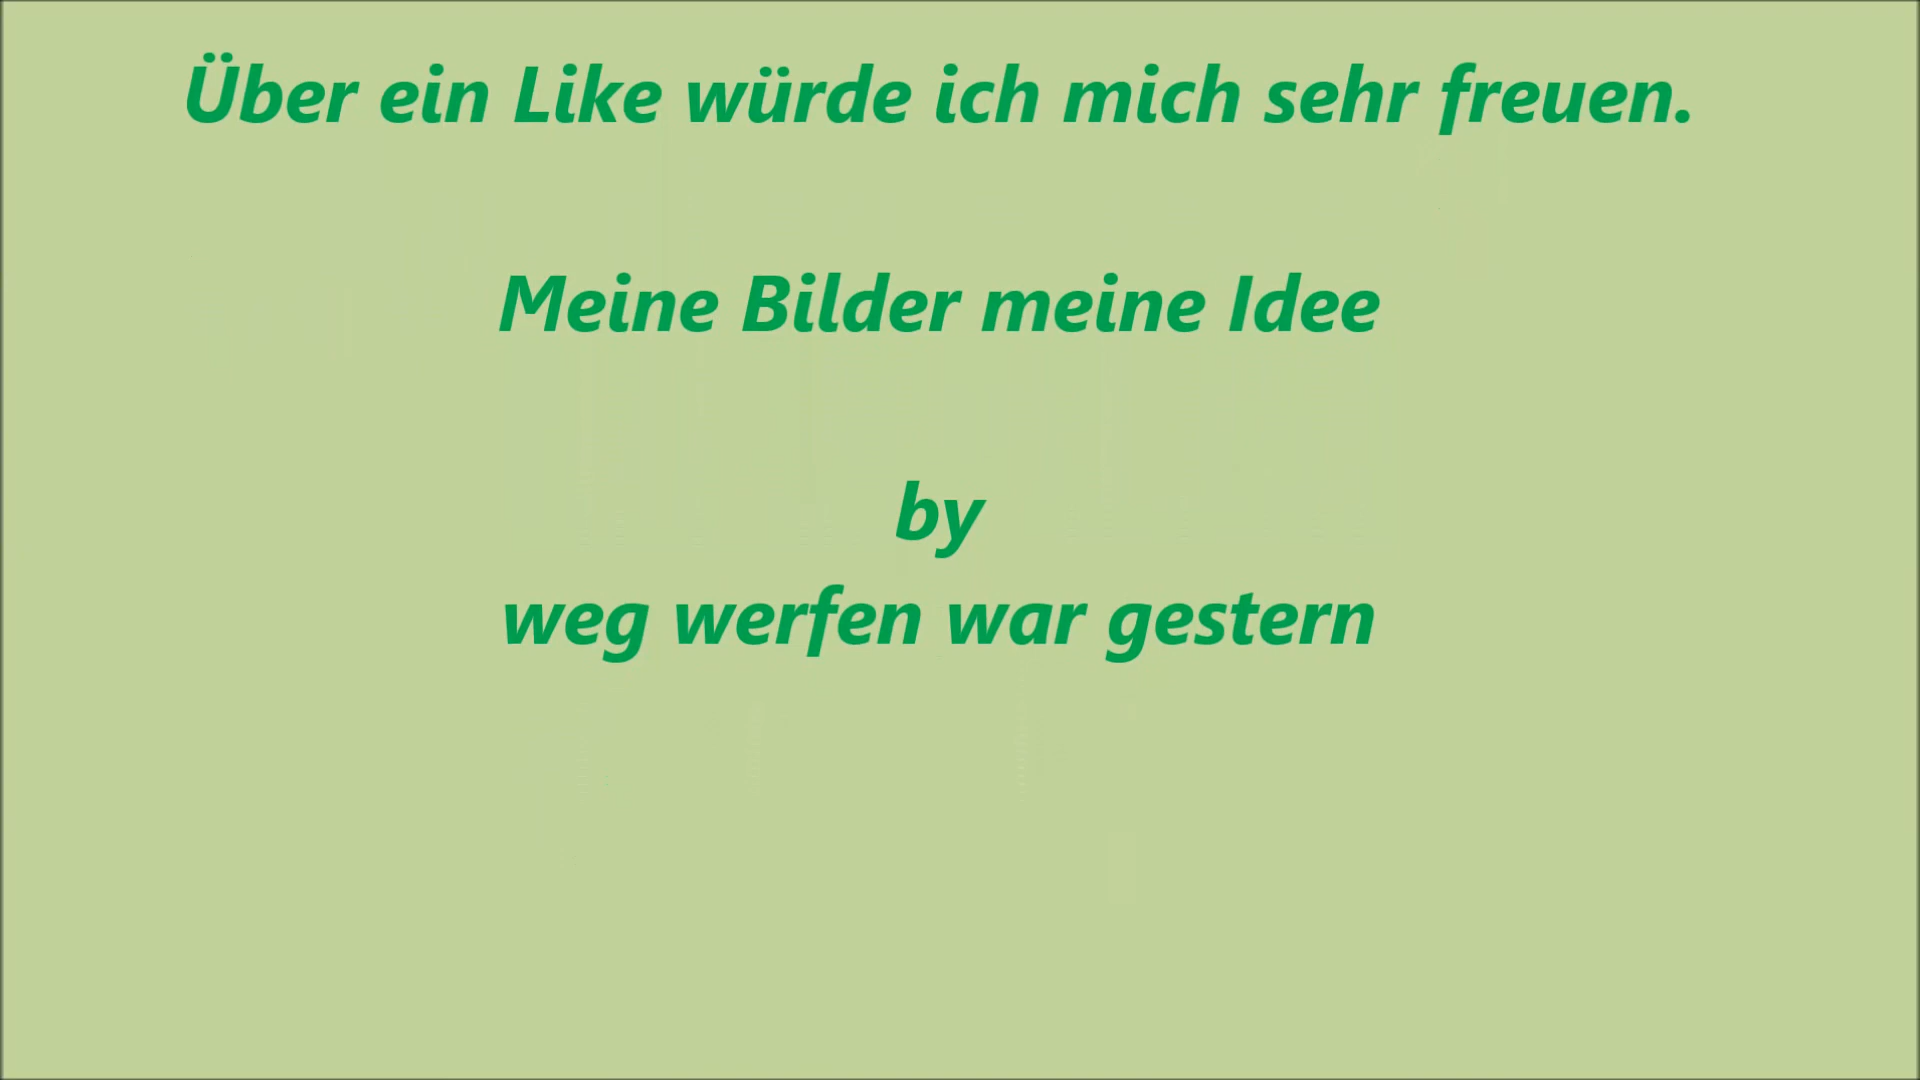 Über ein Like würde ich mich sehr freuen.
Meine Bilder meine Idee
by
weg werfen war gestern